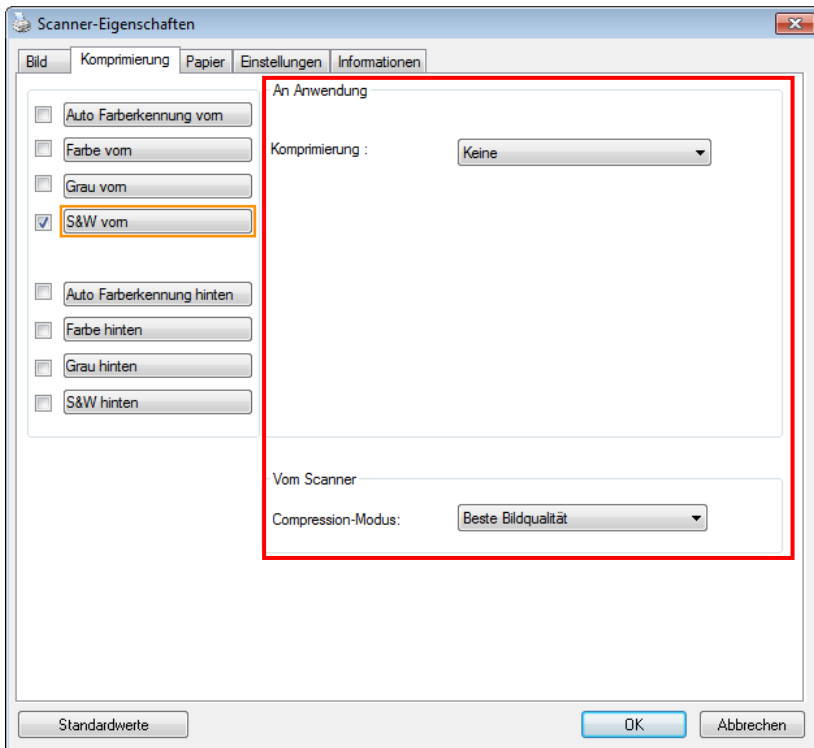 Scanner-Eigenschaften
Bild Komprimierung Papier Einstellungen Informationen
An Anwendung
Auto Farberkennung vorn
Farbe vorn
Komprimierung : Keine
Grau vorn
S&W vorn
Auto Farberkennung hinten
Farbe hinten
Grau hinten
S&W hinten
Vom Scanner
Compression-Modus: Beste Bildqualität
Standardwerte OK Abbrechen